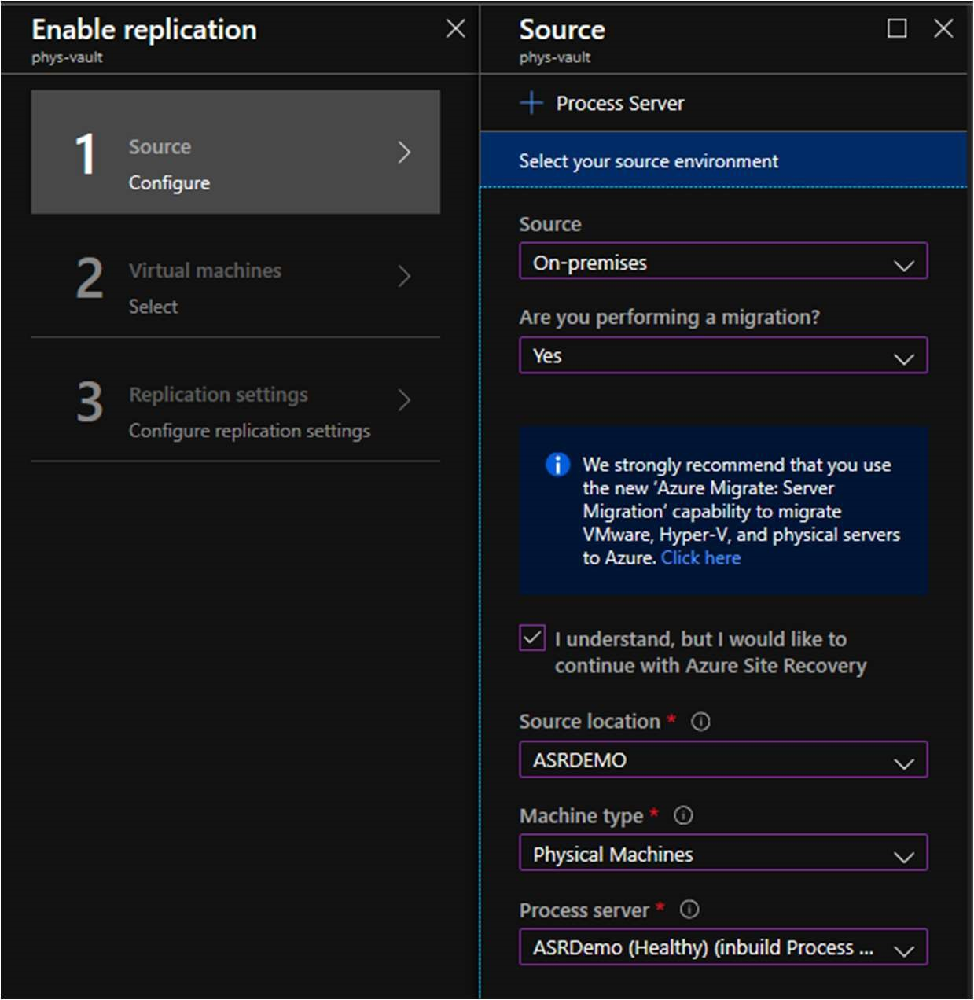 Enable replication
phys-vault
1
Source
Configure
2
Virtual machines
Select
3
Replication settings
Configure replication settings
Source
phys-vault
Process Server
Select your source environment
Source
On-premises
Are you performing a migration?
Yes
We strongly recommend that you use
the new 'Azure Migrate: Server
Migration' capability to migrate
VMware, Hyper-V, and physical servers
to Azure. Click here
I understand, but I would like to
continue with Azure Site Recovery
Source location *
ASRDEMO
Machine type *
Physical Machines
Process server *
ASRDemo (Healthy) (inbuild Process ...